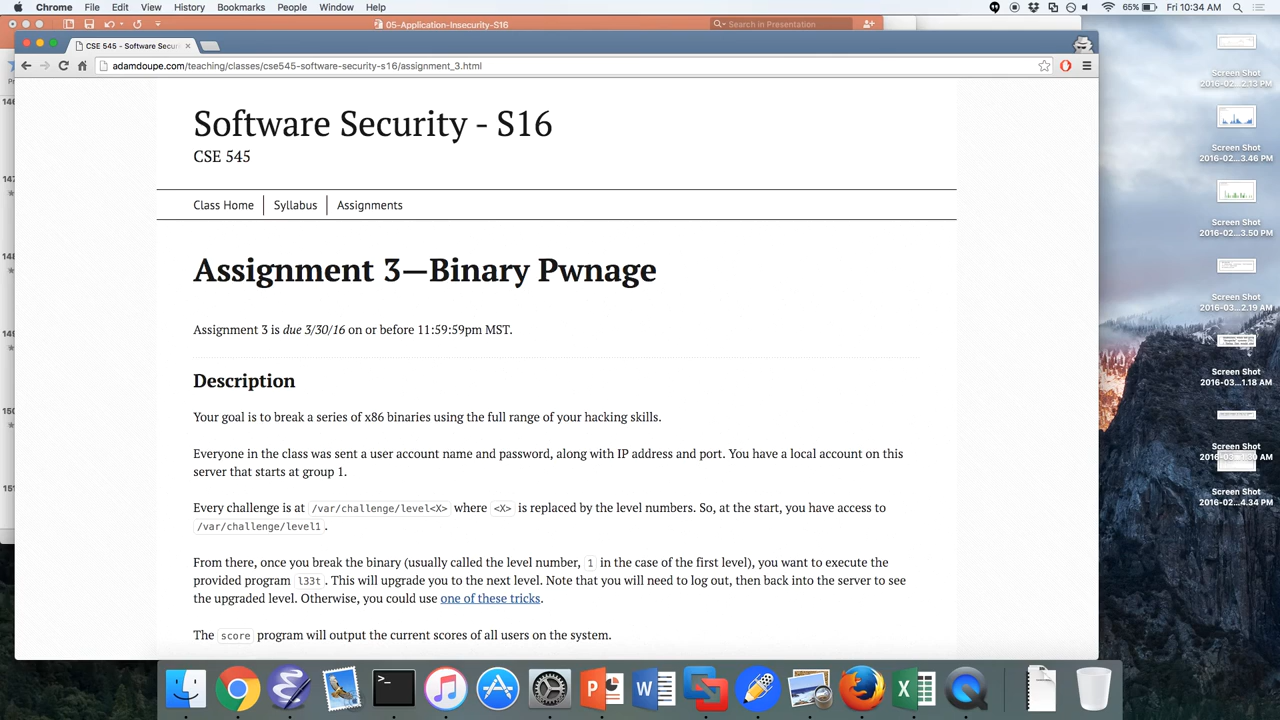 Chrome File Edit View History Bookmarks People Window Help 65% Fri 10:34 AM
05-Application-Insecurity-S16 Search in Presentation
CSE 545 - Software Securi
adamdoupe.com/teaching/classes/cse545-software-security-s16/assignment_3.html
Software Security - S16
CSE 545
Class Home Syllabus Assignments
Assignment 3—Binary Pwnage
Assignment 3 is due 3/30/16 on or before 11:59:59pm MST.
Description
Your goal is to break a series of x86 binaries using the full range of your hacking skills.
Everyone in the class was sent a user account name and password, along with IP address and port. You have a local account on this
server that starts at group 1.
Every challenge is at /var/challenge/level<X> where <X> is replaced by the level numbers. So, at the start, you have access to
/var/challenge/level1 .
From there, once you break the binary (usually called the level number, 1 in the case of the first level), you want to execute the
provided program l33t . This will upgrade you to the next level. Note that you will need to log out, then back into the server to see
the upgraded level. Otherwise, you could use one of these tricks.
The score program will output the current scores of all users on the system.
Screen Shot
2016-02...2.13 PM
Screen Shot
2016-02...3.46 PM
Screen Shot
2016-02...3.50 PM
Screen Shot
2016-03...2.19 AM
Screen Shot
2016-03...1.18 AM
Screen Shot
Screen Shot
2016-02...4.34 PM